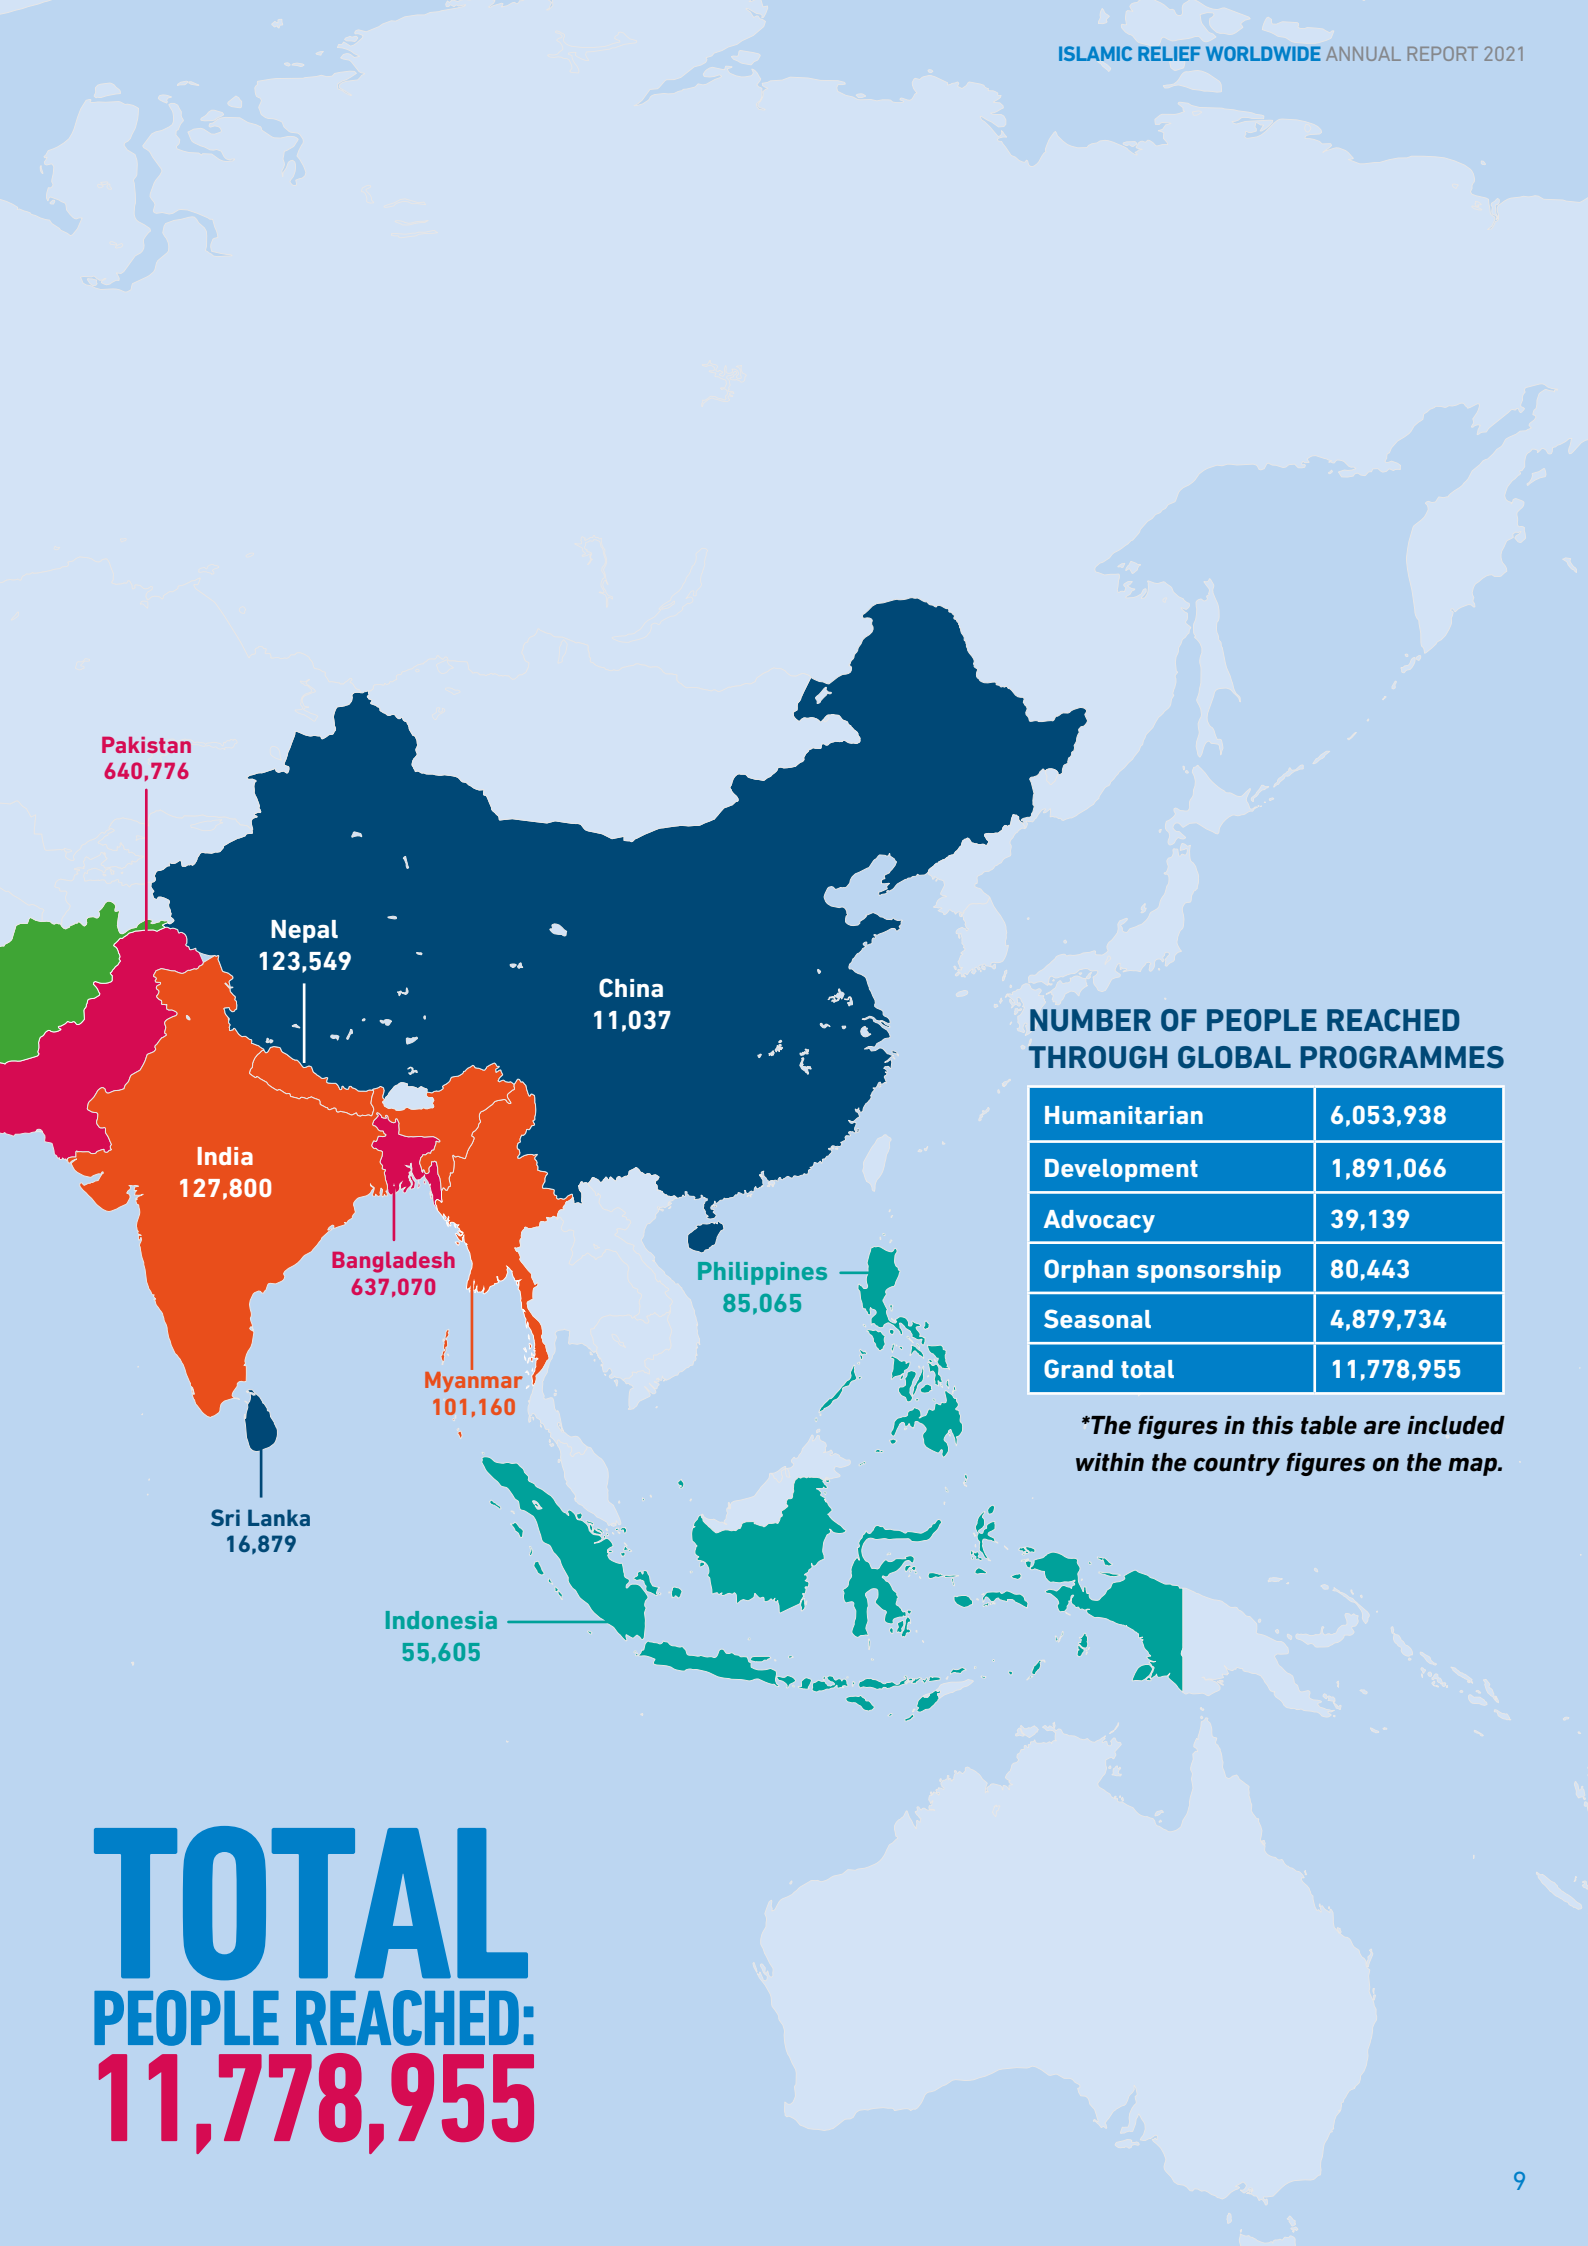 ISLAMIC RELIEF WORLDWIDE ANNUAL REPORT 2021
Pakistan
640,776
Nepal
123,549
China
11,037
India
127,800
Bangladesh
637,070
Myanmar
101,160
Philippines
85,065
Sri Lanka
16,879
Indonesia
55,605
NUMBER OF PEOPLE REACHED
THROUGH GLOBAL PROGRAMMES
Humanitarian 6,053,938
Development 1,891,066
Advocacy 39,139
Orphan sponsorship 80,443
Seasonal 4,879,734
Grand total 11,778,955
*The figures in this table are included
within the country figures on the map.
TOTAL
PEOPLE REACHED:
11,778,955
9